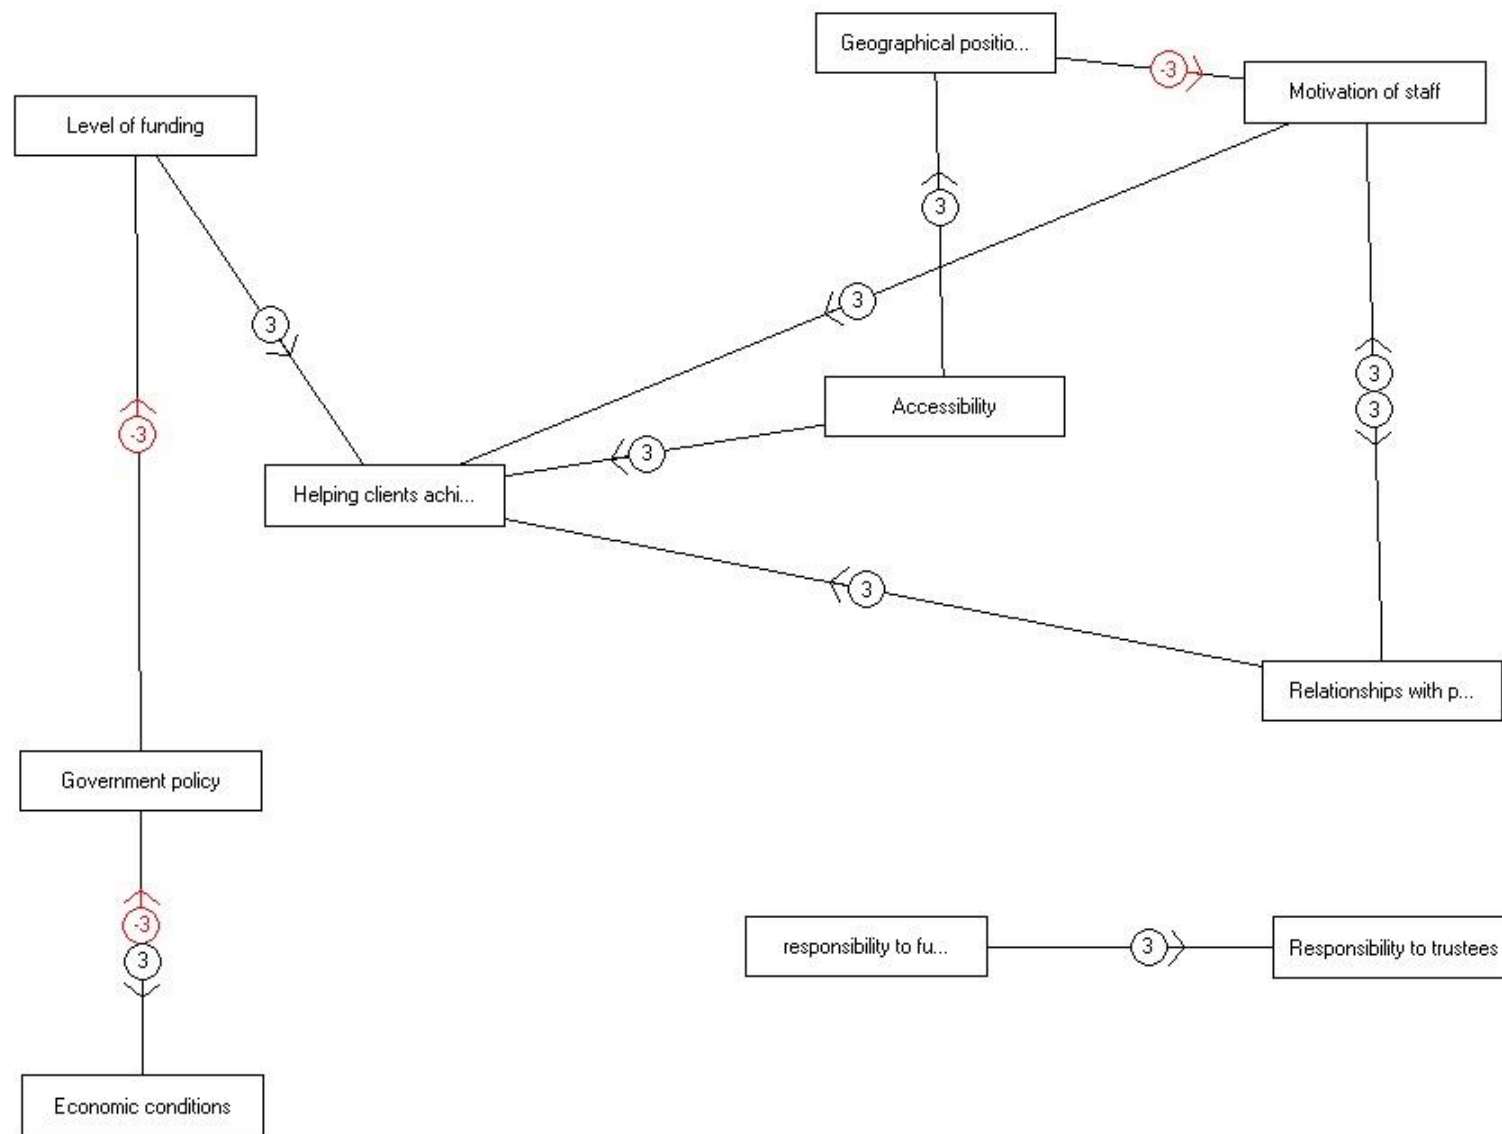 Geographical positio...
-3
Motivation of staff
Level of funding
3
3
3
3
3
Accessibility
3
-3
3
Helping clients achi...
3
Relationships with p...
Government policy
-3
3
responsibility to fu...
3
Responsibility to trustees
Economic conditions